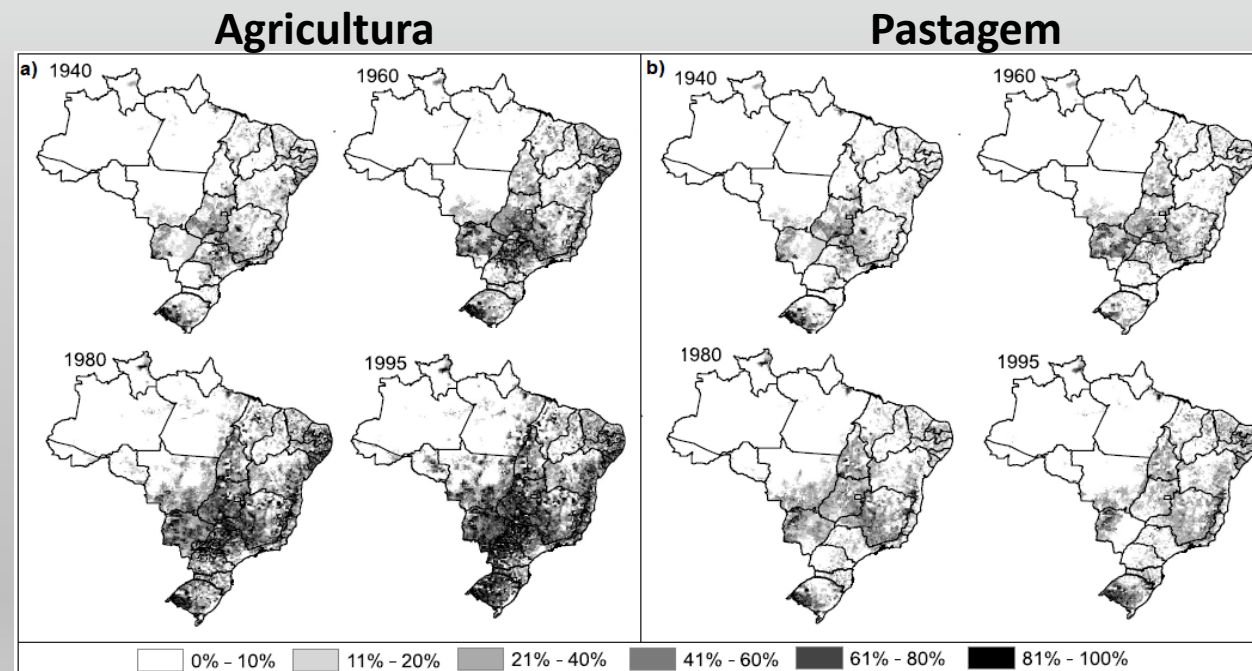 Agricultura
Pastagem
a)
1940
1960
1980
1995
b)
1940
1960
1980
1995
0% - 10%
11% - 20%
21% - 40%
41% - 60%
61% - 80%
81% - 100%